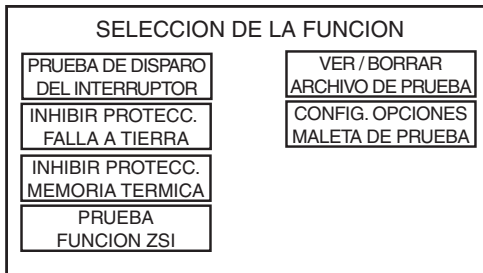 SELECCION DE LA FUNCION
PRUEBA DE DISPARO
DEL INTERRUPTOR
INHIBIR PROTECC.
FALLA A TIERRA
INHIBIR PROTECC.
MEMORIA TERMICA
PRUEBA
FUNCION ZSI
VER / BORRAR
ARCHIVO DE PRUEBA
CONFIG. OPCIONES
MALETA DE PRUEBA